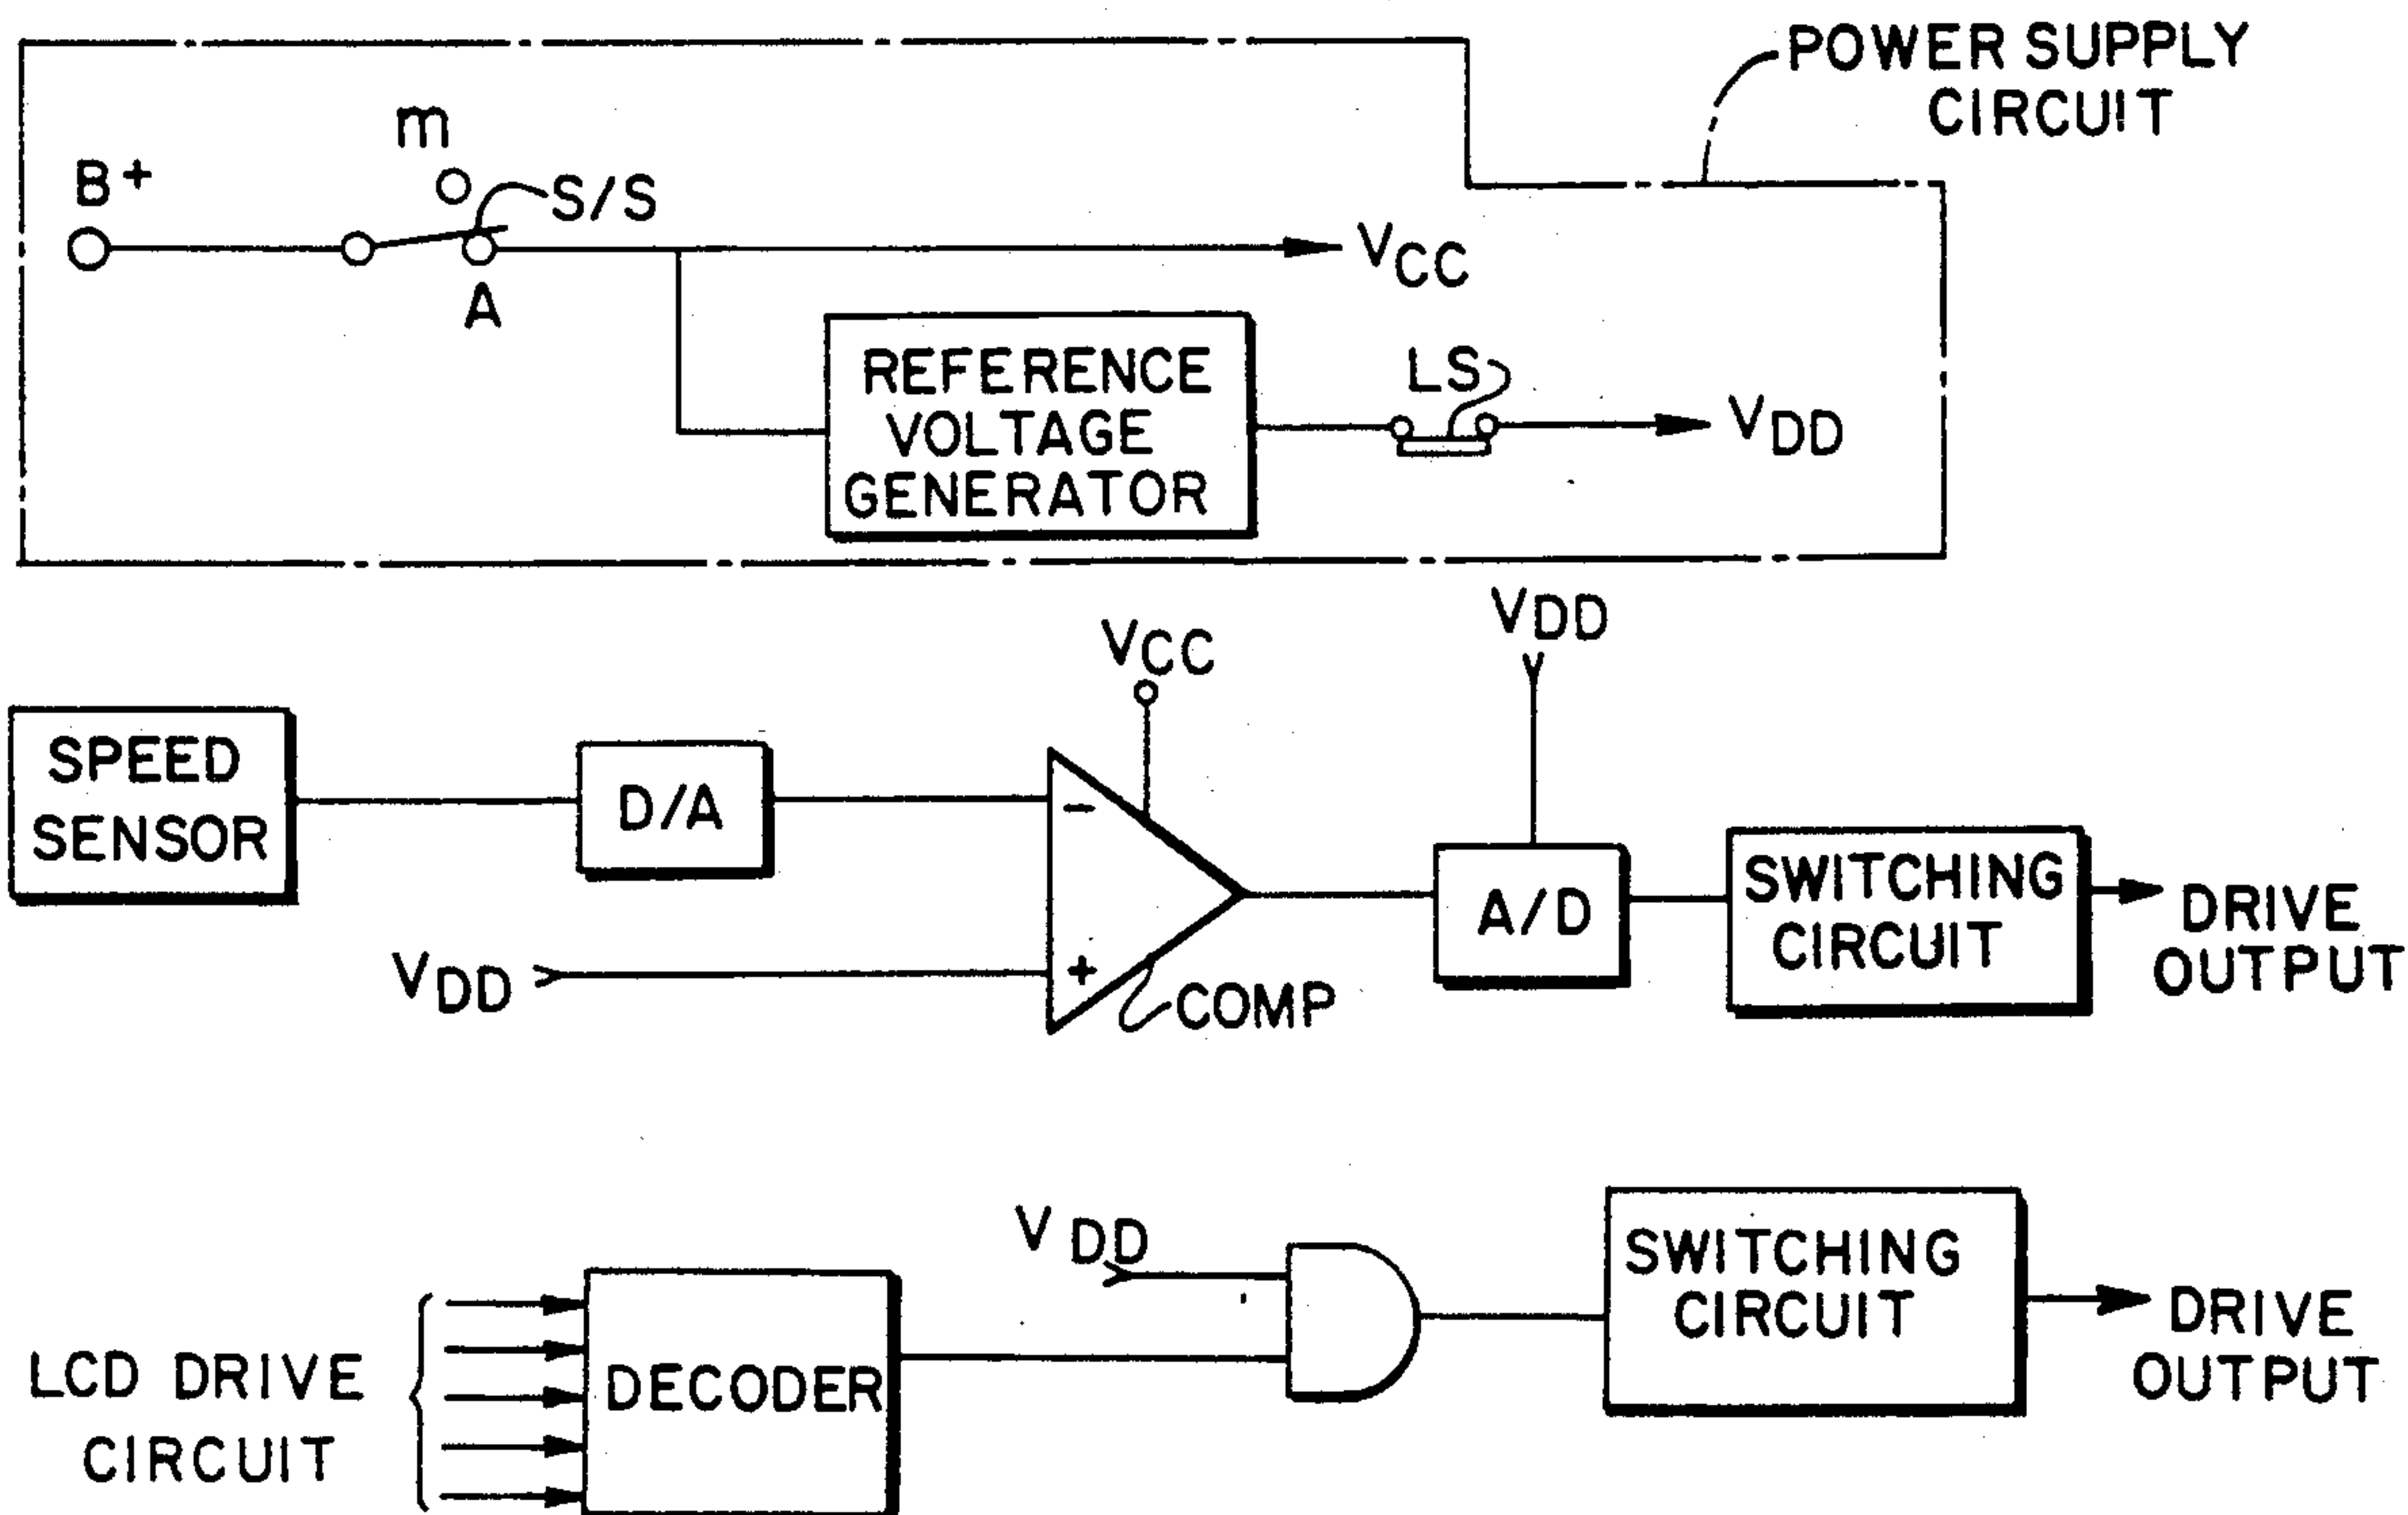 POWER SUPPLY
CIRCUIT
m
B+
S/S
VCC
A
REFERENCE
VOLTAGE
GENERATOR
LS
VDD
VDD
VCC
SPEED
SENSOR
D/A
−
A/D
SWITCHING
CIRCUIT
DRIVE
OUTPUT
VDD
+
COMP
VDD
SWITCHING
CIRCUIT
DRIVE
OUTPUT
LCD DRIVE
CIRCUIT
DECODER